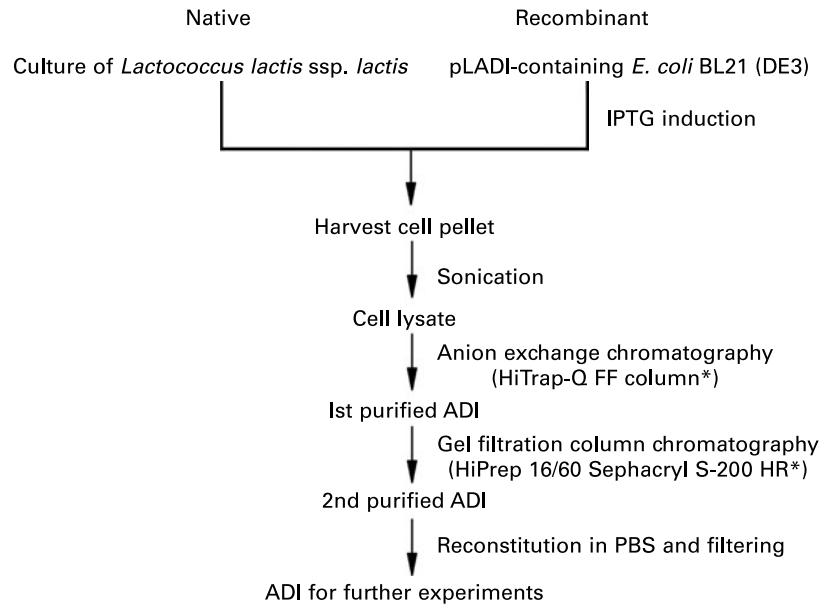 Native
Recombinant
Culture of Lactococcus lactis ssp. lactis
pLADI-containing E. coli BL21 (DE3)
IPTG induction
Harvest cell pellet
Sonication
Cell lysate
Anion exchange chromatography
(HiTrap-Q FF column*)
Ist purified ADI
Gel filtration column chromatography
(HiPrep 16/60 Sephacryl S-200 HR*)
2nd purified ADI
Reconstitution in PBS and filtering
ADI for further experiments